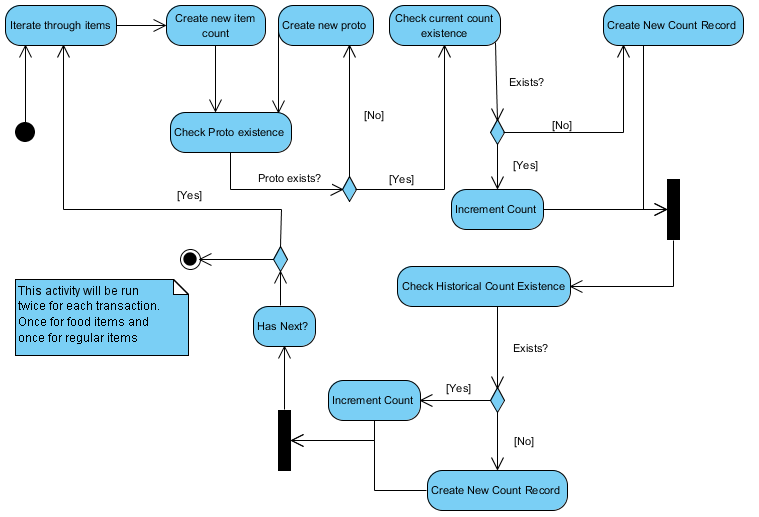 Iterate through items
Create new item
count
Create new proto
Check current count
existence
Create New Count Record
Exists?
[No]
[No]
Check Proto existence
[Yes]
Proto exists?
[Yes]
[Yes]
Increment Count
This activity will be run
twice for each transaction.
Once for food items and
once for regular items
Check Historical Count Existence
Has Next?
Exists?
[Yes]
Increment Count
[No]
Create New Count Record